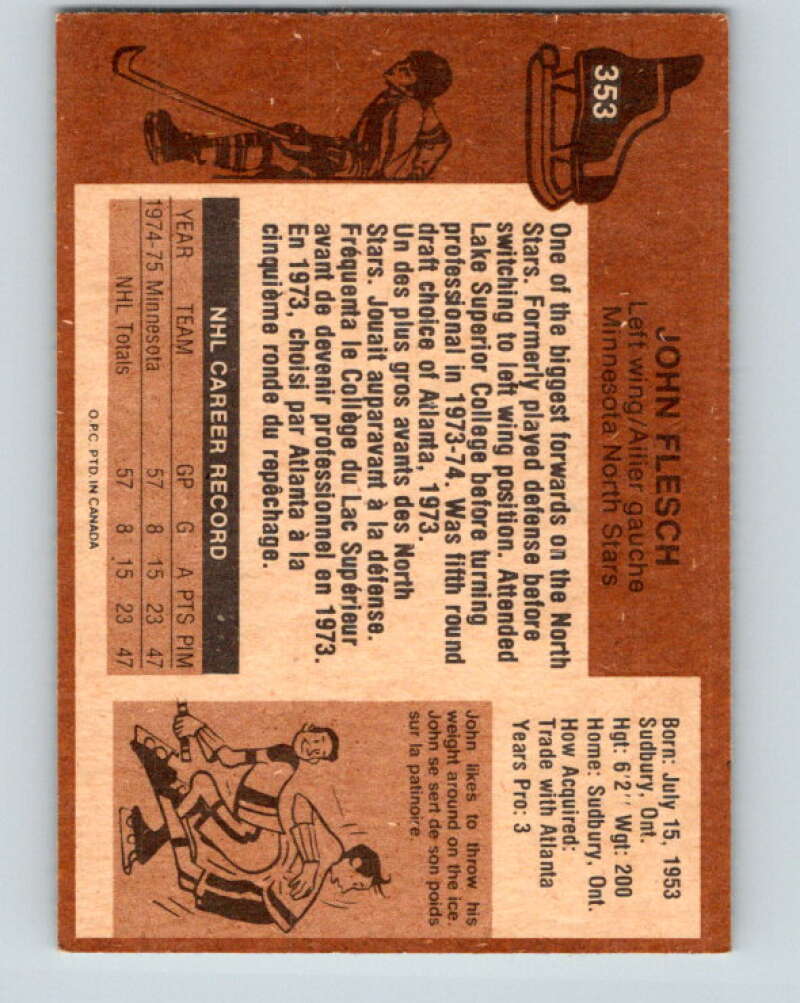 353
JOHN FLESCH
Left wing/Ailier gauche
Minnesota North Stars
Born: July 15, 1953
Sudbury, Ont.
Hgt: 6'2'' Wgt: 200
Home: Sudbury, Ont.
How Acquired:
Trade with Atlanta
Years Pro: 3
One of the biggest forwards on the North
Stars. Formerly played defense before
switching to left wing position. Attended
Lake Superior College before turning
professional in 1973-74. Was fifth round
draft choice of Atlanta, 1973.
Un des plus gros avants des North
Stars. Jouait auparavant à la défense.
Fréquenta le Collège du Lac Supérieur
avant de devenir professionnel en 1973.
En 1973, choisi par Atlanta à la
cinquième ronde du repêchage.
NHL CAREER RECORD
YEAR TEAM GP G A PTS PIM
1974-75 Minnesota 57 8 15 23 47
NHL Totals 57 8 15 23 47
O.P.C. PTD. IN CANADA
John likes to throw his
weight around on the ice.
John se sert de son poids
sur la patinoire.